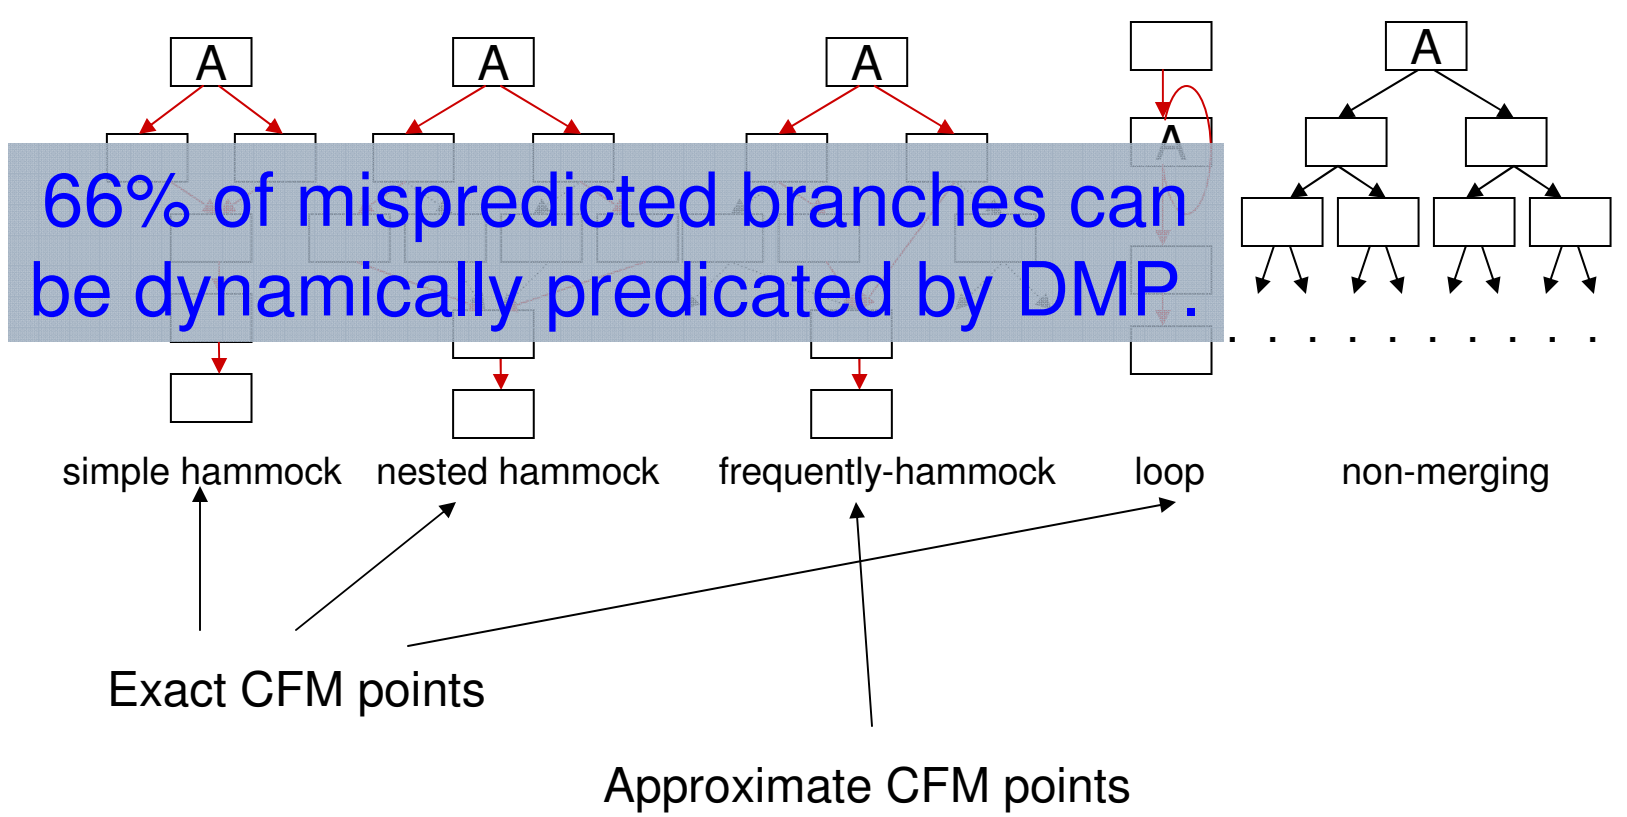 A A A A
A
66% of mispredicted branches can
be dynamically predicated by DMP.
. . . . . . . . . .
simple hammock nested hammock frequently-hammock loop non-merging
Exact CFM points
Approximate CFM points